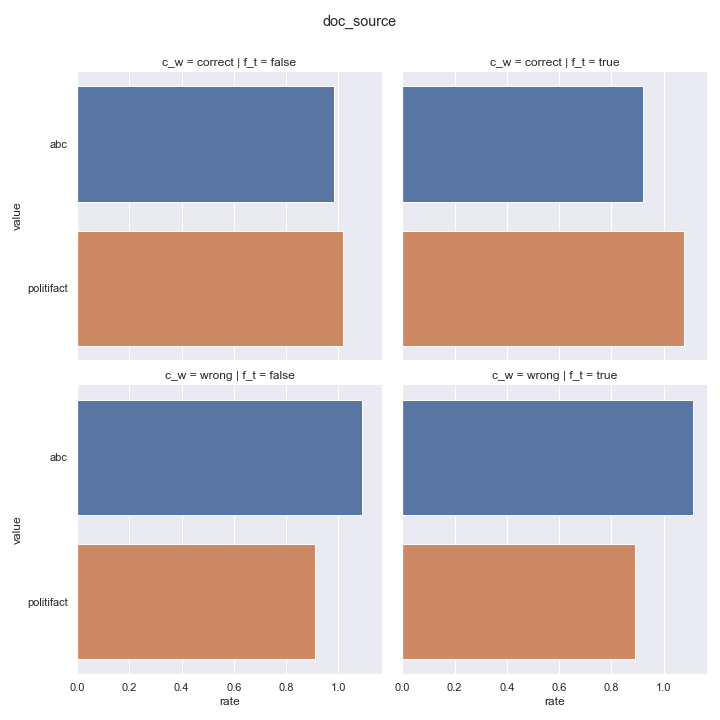 doc_source
c_w = correct | f_t = false
c_w = correct | f_t = true
abc
value
politifact
c_w = wrong | f_t = false
c_w = wrong | f_t = true
abc
value
politifact
0.0 0.2 0.4 0.6 0.8 1.0
0.0 0.2 0.4 0.6 0.8 1.0
rate
rate